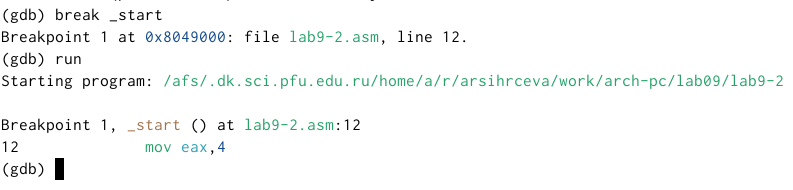 (gdb) break _start
Breakpoint 1 at 0x8049000: file lab9-2.asm, line 12.
(gdb) run
Starting program: /afs/.dk.sci.pfu.edu.ru/home/a/r/arsihrceva/work/arch-pc/lab09/lab9-2
Breakpoint 1, _start () at lab9-2.asm:12
12 mov eax,4
(gdb)